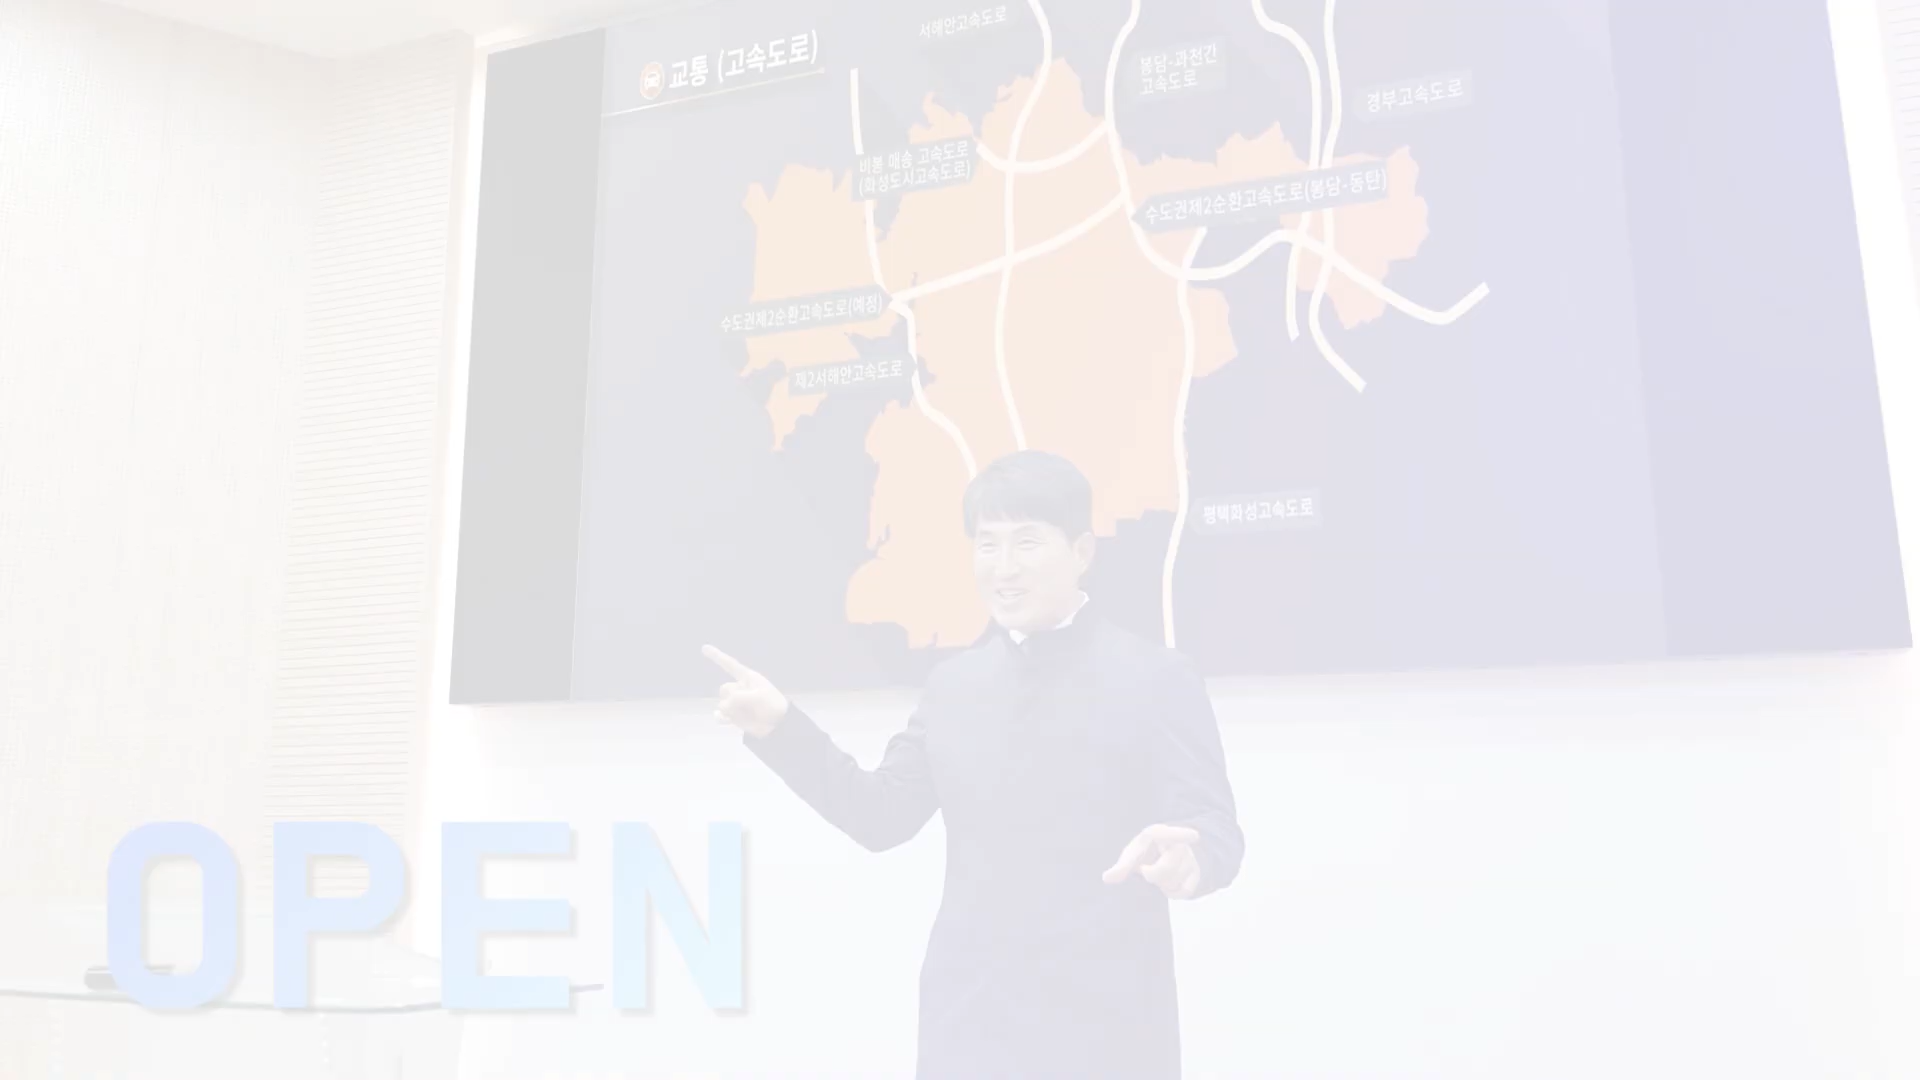 교통 (고속도로)
서해안고속도로
봉담-과천간
고속도로
경부고속도로
비봉 매송 고속도로
(화성도시고속도로)
수도권제2순환고속도로(봉담-동탄)
수도권제2순환고속도로(예정)
제2서해안고속도로
평택화성고속도로
OPEN